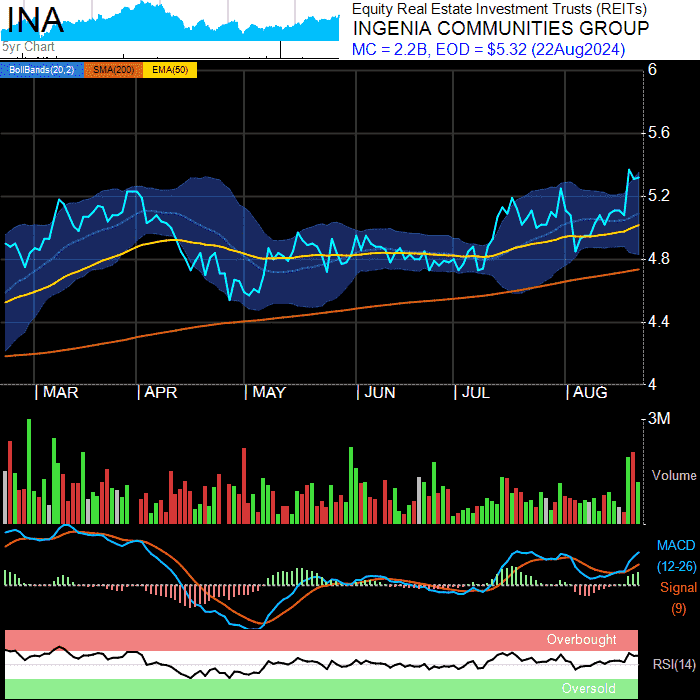 INA
5yr Chart
Equity Real Estate Investment Trusts (REITs)
INGENIA COMMUNITIES GROUP
MC = 2.2B, EOD = $5.32 (22Aug2024)
BollBands(20,2) SMA(200) EMA(50)
6
5.6
5.2
4.8
4.4
4
MAR APR MAY JUN JUL AUG
3M
Volume
MACD
(12-26)
Signal
(9)
Overbought
RSI(14)
Oversold